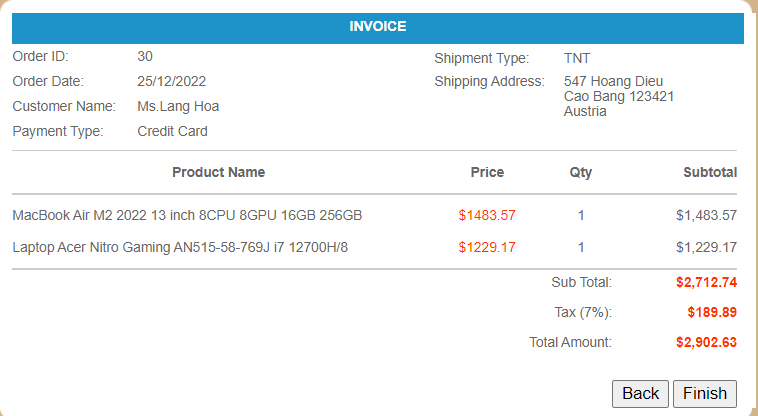 INVOICE
Order ID: 30
Order Date: 25/12/2022
Customer Name: Ms.Lang Hoa
Payment Type: Credit Card
Shipment Type: TNT
Shipping Address: 547 Hoang Dieu
Cao Bang 123421
Austria
Product Name Price Qty Subtotal
MacBook Air M2 2022 13 inch 8CPU 8GPU 16GB 256GB $1483.57 1 $1,483.57
Laptop Acer Nitro Gaming AN515-58-769J i7 12700H/8 $1229.17 1 $1,229.17
Sub Total: $2,712.74
Tax (7%): $189.89
Total Amount: $2,902.63
Back Finish